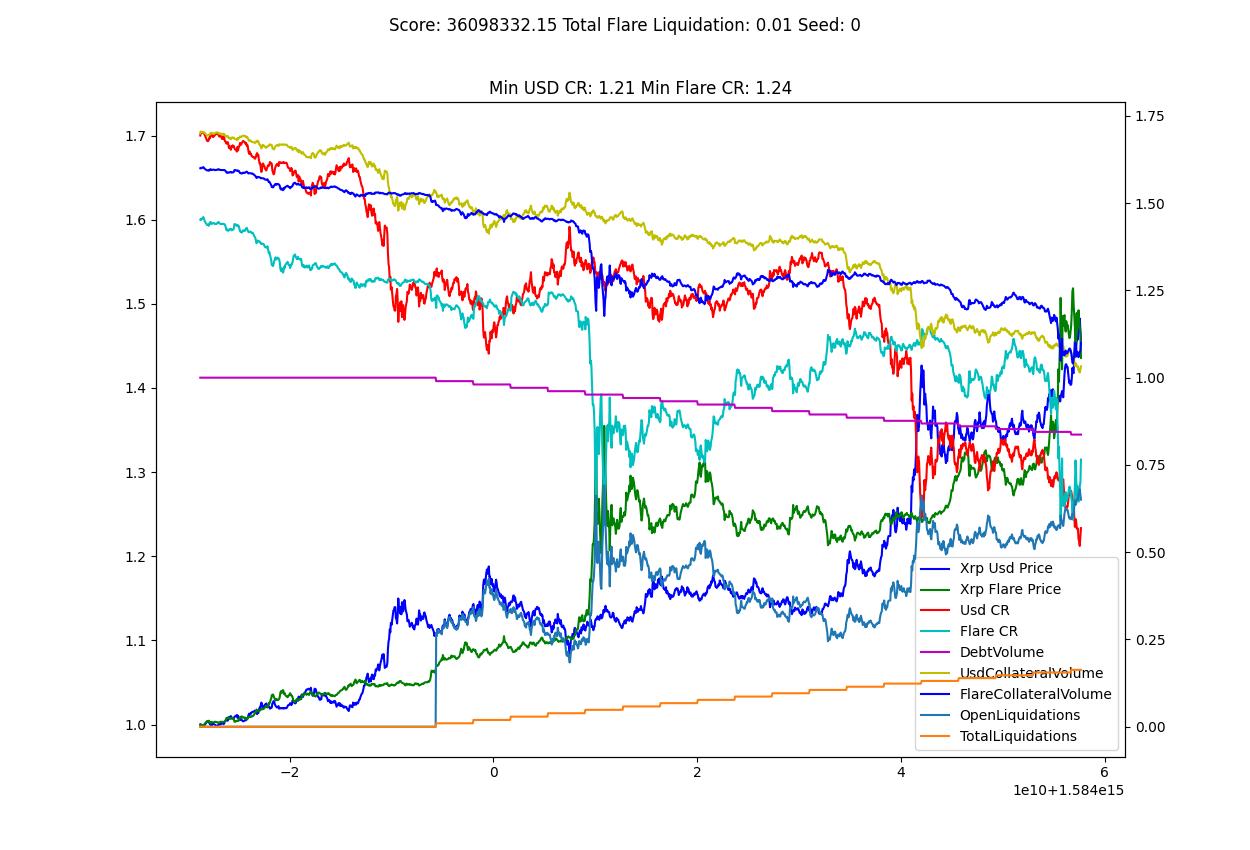 Score: 36098332.15 Total Flare Liquidation: 0.01 Seed: 0
Min USD CR: 1.21 Min Flare CR: 1.24
1.7
1.6
1.5
1.4
1.3
1.2
1.1
1.0
1.75
1.50
1.25
1.00
0.75
0.50
0.25
0.00
Xrp Usd Price
Xrp Flare Price
Usd CR
Flare CR
DebtVolume
UsdCollateralVolume
FlareCollateralVolume
OpenLiquidations
TotalLiquidations
−2 0 2 4 6
1e10+1.584e15